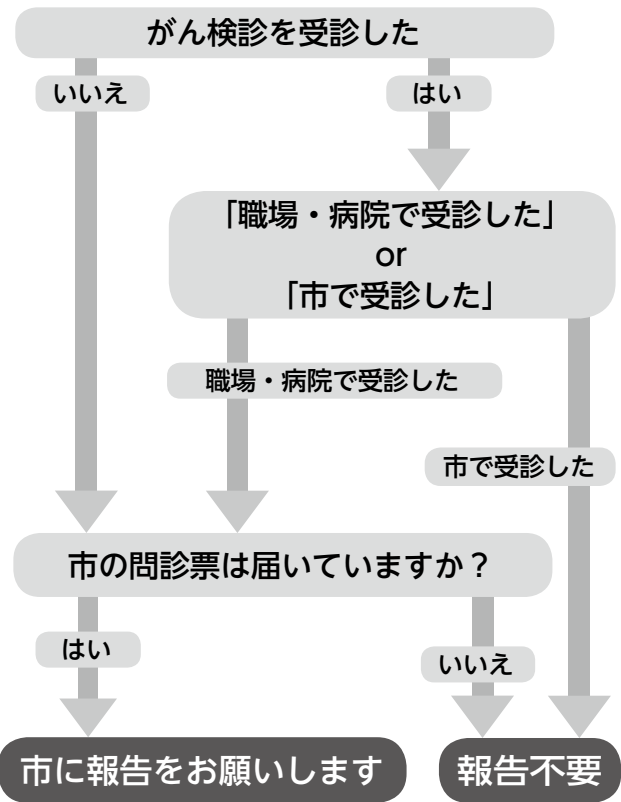 がん検診を受診した
いいえ
はい
「職場・病院で受診した」
or
「市で受診した」
職場・病院で受診した
市で受診した
市の問診票は届いていますか？
はい
いいえ
市に報告をお願いします
報告不要